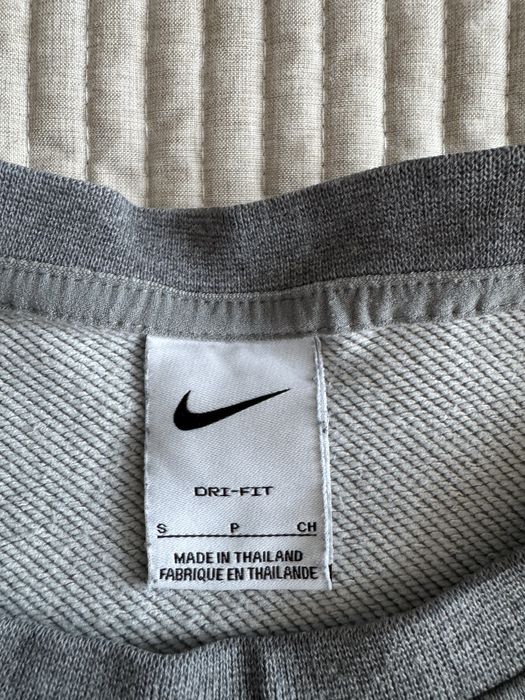 DRI-FIT
S P CH
MADE IN THAILAND
FABRIQUE EN THAILANDE